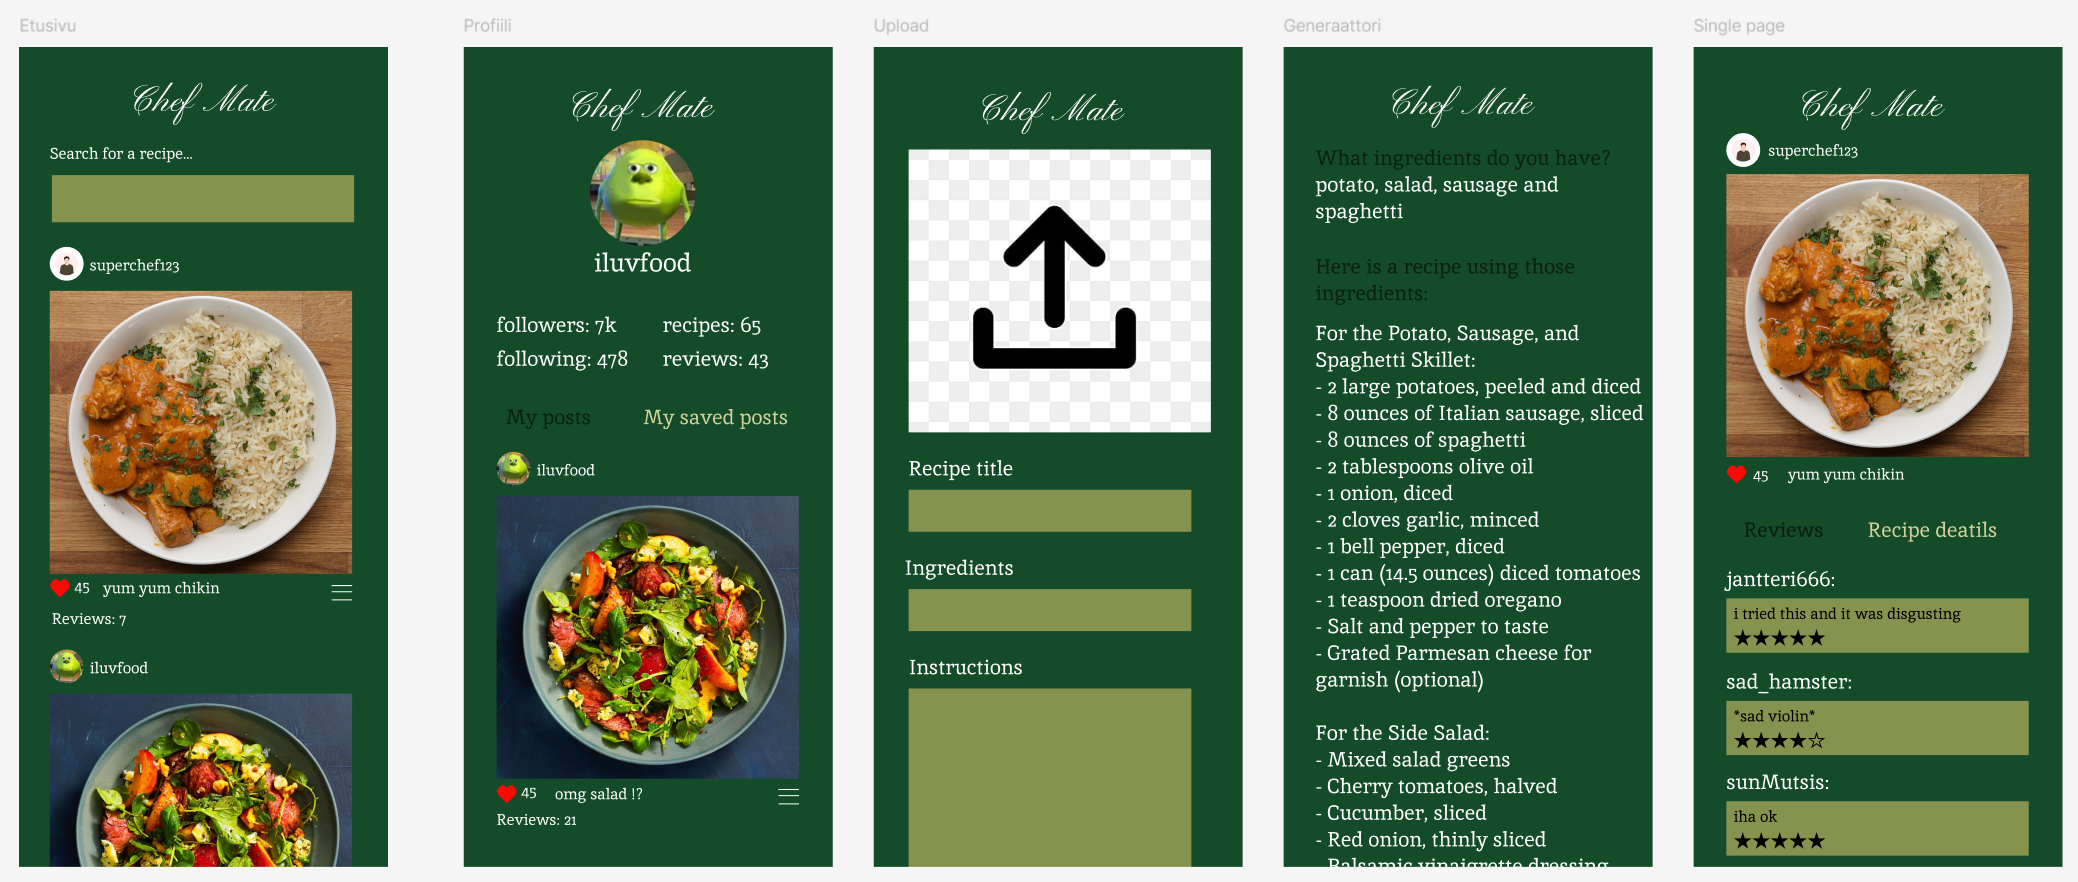 Etusivu
Chef Mate
Search for a recipe...
superchef123
45 yum yum chikin
Reviews: 7
iluvfood
Profiili
Chef Mate
iluvfood
followers: 7k recipes: 65
following: 478 reviews: 43
My posts My saved posts
iluvfood
45 omg salad !?
Reviews: 21
Upload
Chef Mate
Recipe title
Ingredients
Instructions
Generaattori
Chef Mate
What ingredients do you have?
potato, salad, sausage and
spaghetti
Here is a recipe using those
ingredients:
For the Potato, Sausage, and
Spaghetti Skillet:
- 2 large potatoes, peeled and diced
- 8 ounces of Italian sausage, sliced
- 8 ounces of spaghetti
- 2 tablespoons olive oil
- 1 onion, diced
- 2 cloves garlic, minced
- 1 bell pepper, diced
- 1 can (14.5 ounces) diced tomatoes
- 1 teaspoon dried oregano
- Salt and pepper to taste
- Grated Parmesan cheese for
garnish (optional)
For the Side Salad:
- Mixed salad greens
- Cherry tomatoes, halved
- Cucumber, sliced
- Red onion, thinly sliced
- Balsamic vinaigrette dressing
Single page
Chef Mate
superchef123
45 yum yum chikin
Reviews Recipe deatils
jantteri666:
i tried this and it was disgusting
★★★★★
sad_hamster:
*sad violin*
★★★★☆
sunMutsis:
iha ok
★★★★★